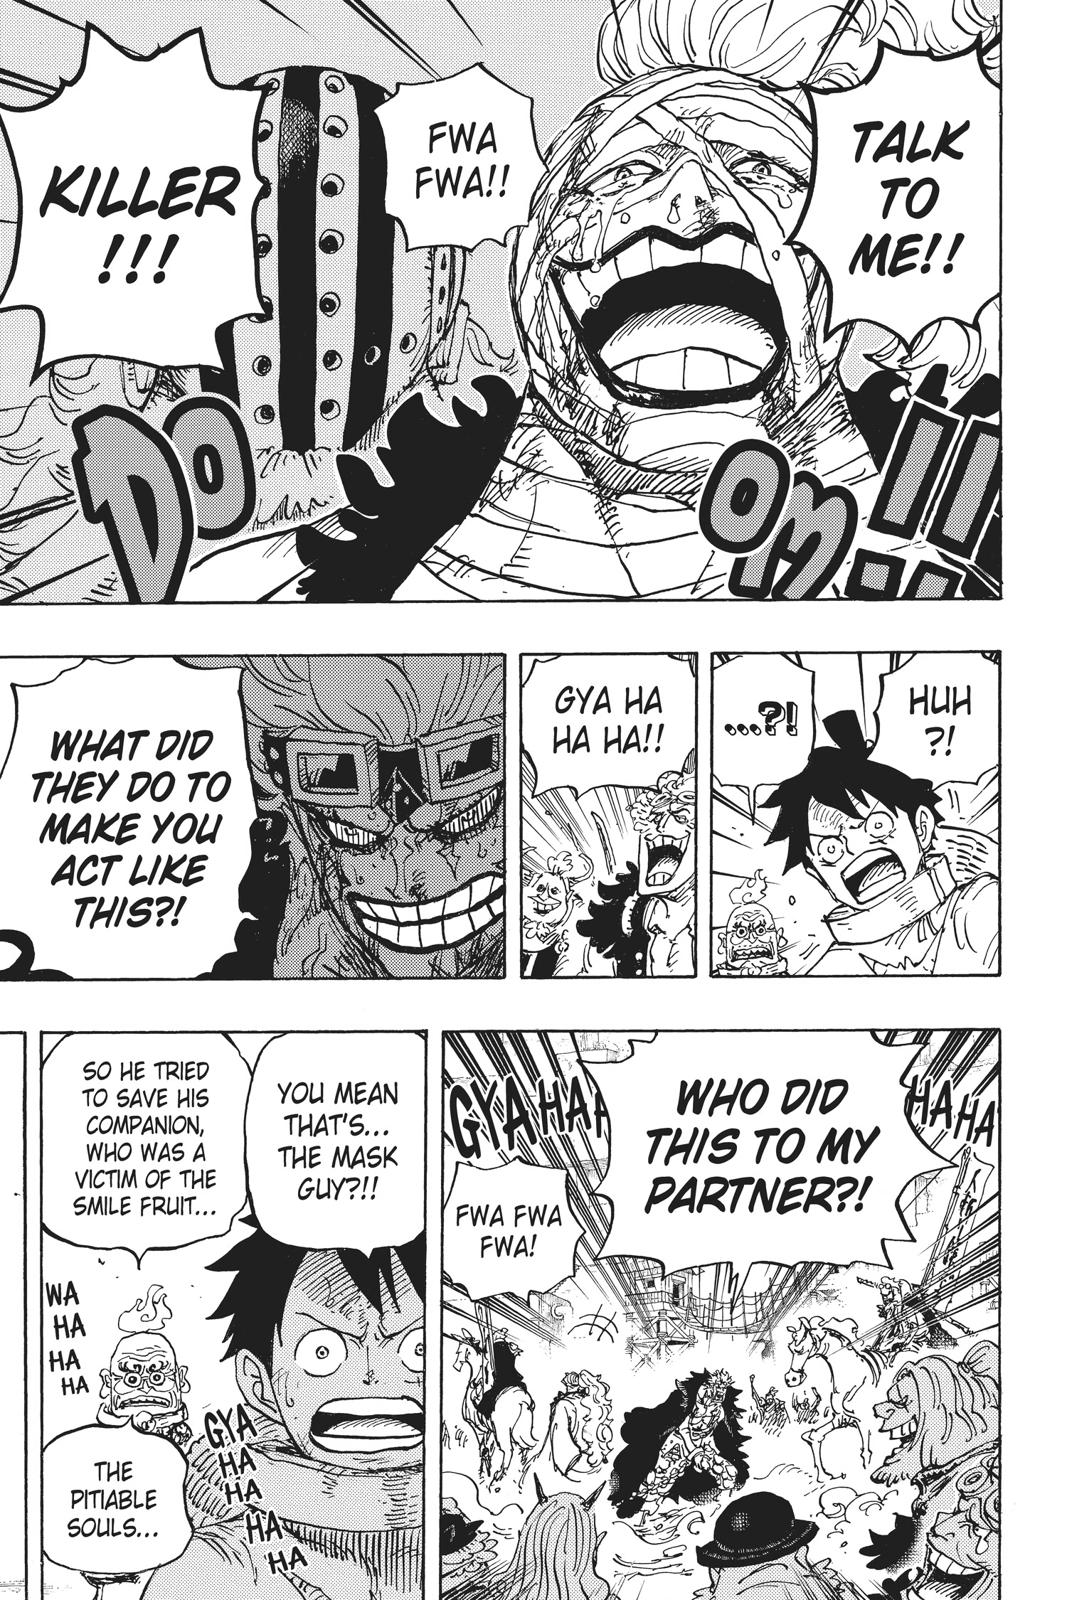 TALK
TO
ME!!
FWA
FWA!!
KILLER
!!!
DO
OM!!
HUH
?!
...?!
GYA HA
HA HA!!
WHAT DID
THEY DO TO
MAKE YOU
ACT LIKE
THIS?!
WHO DID
THIS TO MY
PARTNER?!
HA HA
GYA HA HA
FWA FWA
FWA!
YOU MEAN
THAT'S...
THE MASK
GUY?!!
SO HE TRIED
TO SAVE HIS
COMPANION,
WHO WAS A
VICTIM OF THE
SMILE FRUIT...
WA
HA
HA
HA
GYA
HA
HA
HA
HA
THE
PITIABLE
SOULS...